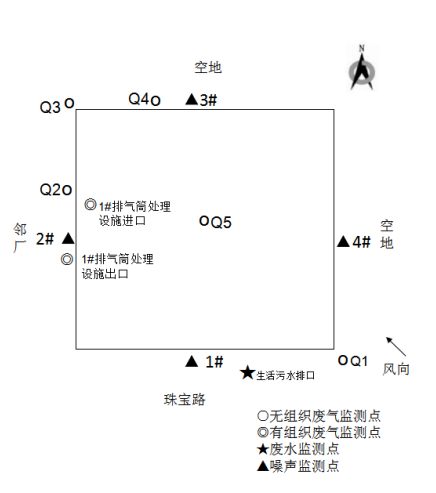 N
空地
Q3
Q4
3#
Q2
1#排气筒处理
设施进口
Q5
邻厂
2#
4#
空地
1#排气筒处理
设施出口
1#
Q1
生活污水排口
风向
珠宝路
无组织废气监测点
有组织废气监测点
废水监测点
噪声监测点